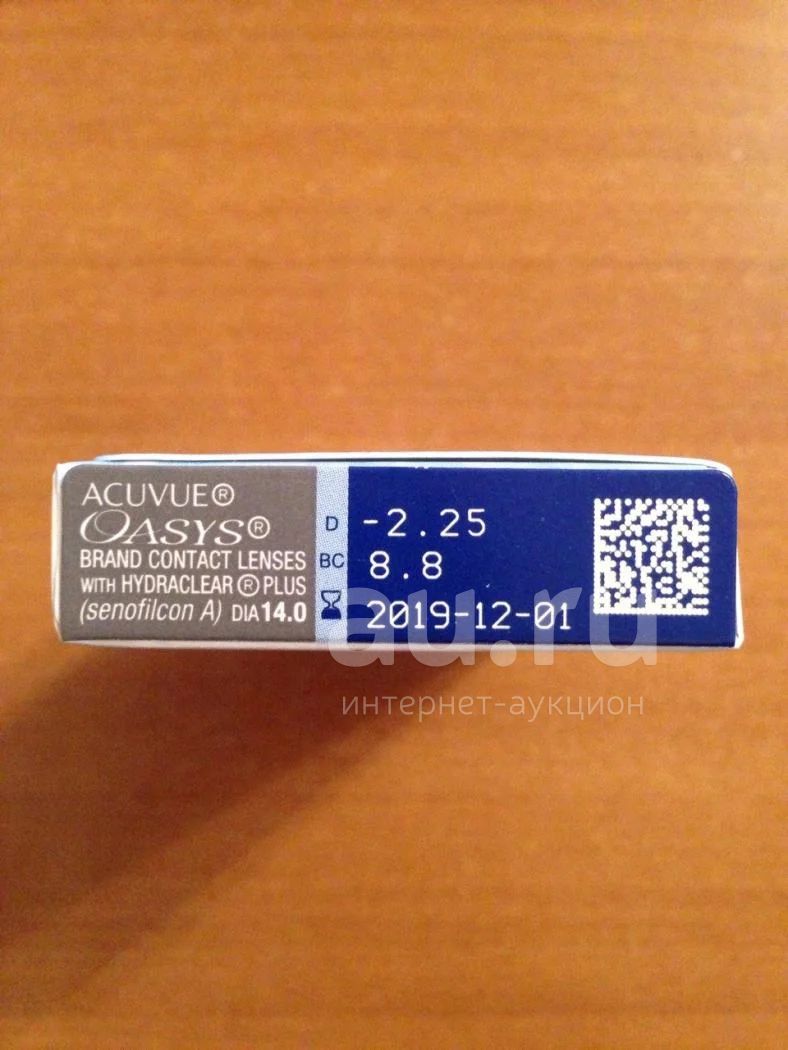 ACUVUE®
OASYS®
BRAND CONTACT LENSES
WITH HYDRACLEAR® PLUS
(senofilcon A) DIA 14.0
D -2.25
BC 8.8
2019-12-01
au.ru
интернет-аукцион